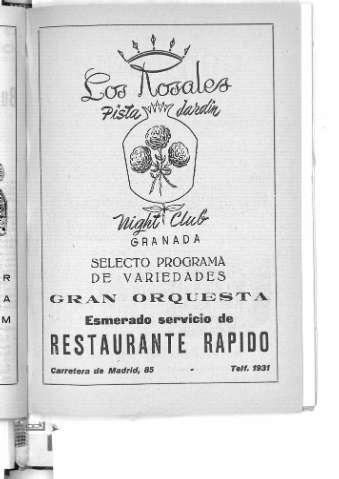 Los Rosales
Pista Jardin
Night Club
GRANADA
SELECTO PROGRAMA
DE VARIEDADES
GRAN ORQUESTA
Esmerado servicio de
RESTAURANTE RAPIDO
Carretera de Madrid, 85 - Telf. 1931
R
A
M